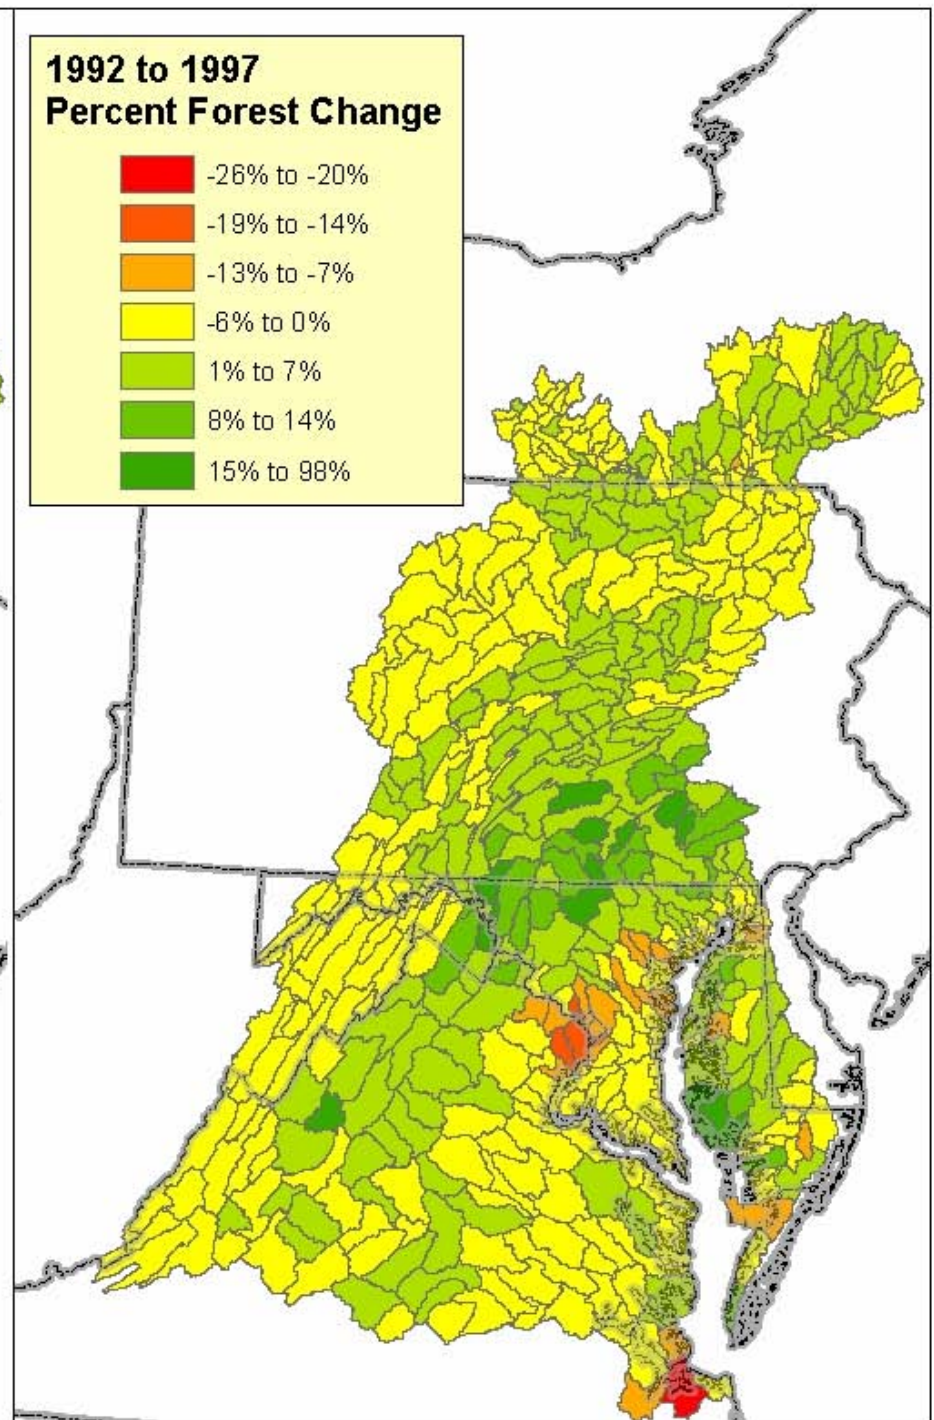 1992 to 1997
Percent Forest Change
-26% to -20%
-19% to -14%
-13% to -7%
-6% to 0%
1% to 7%
8% to 14%
15% to 98%